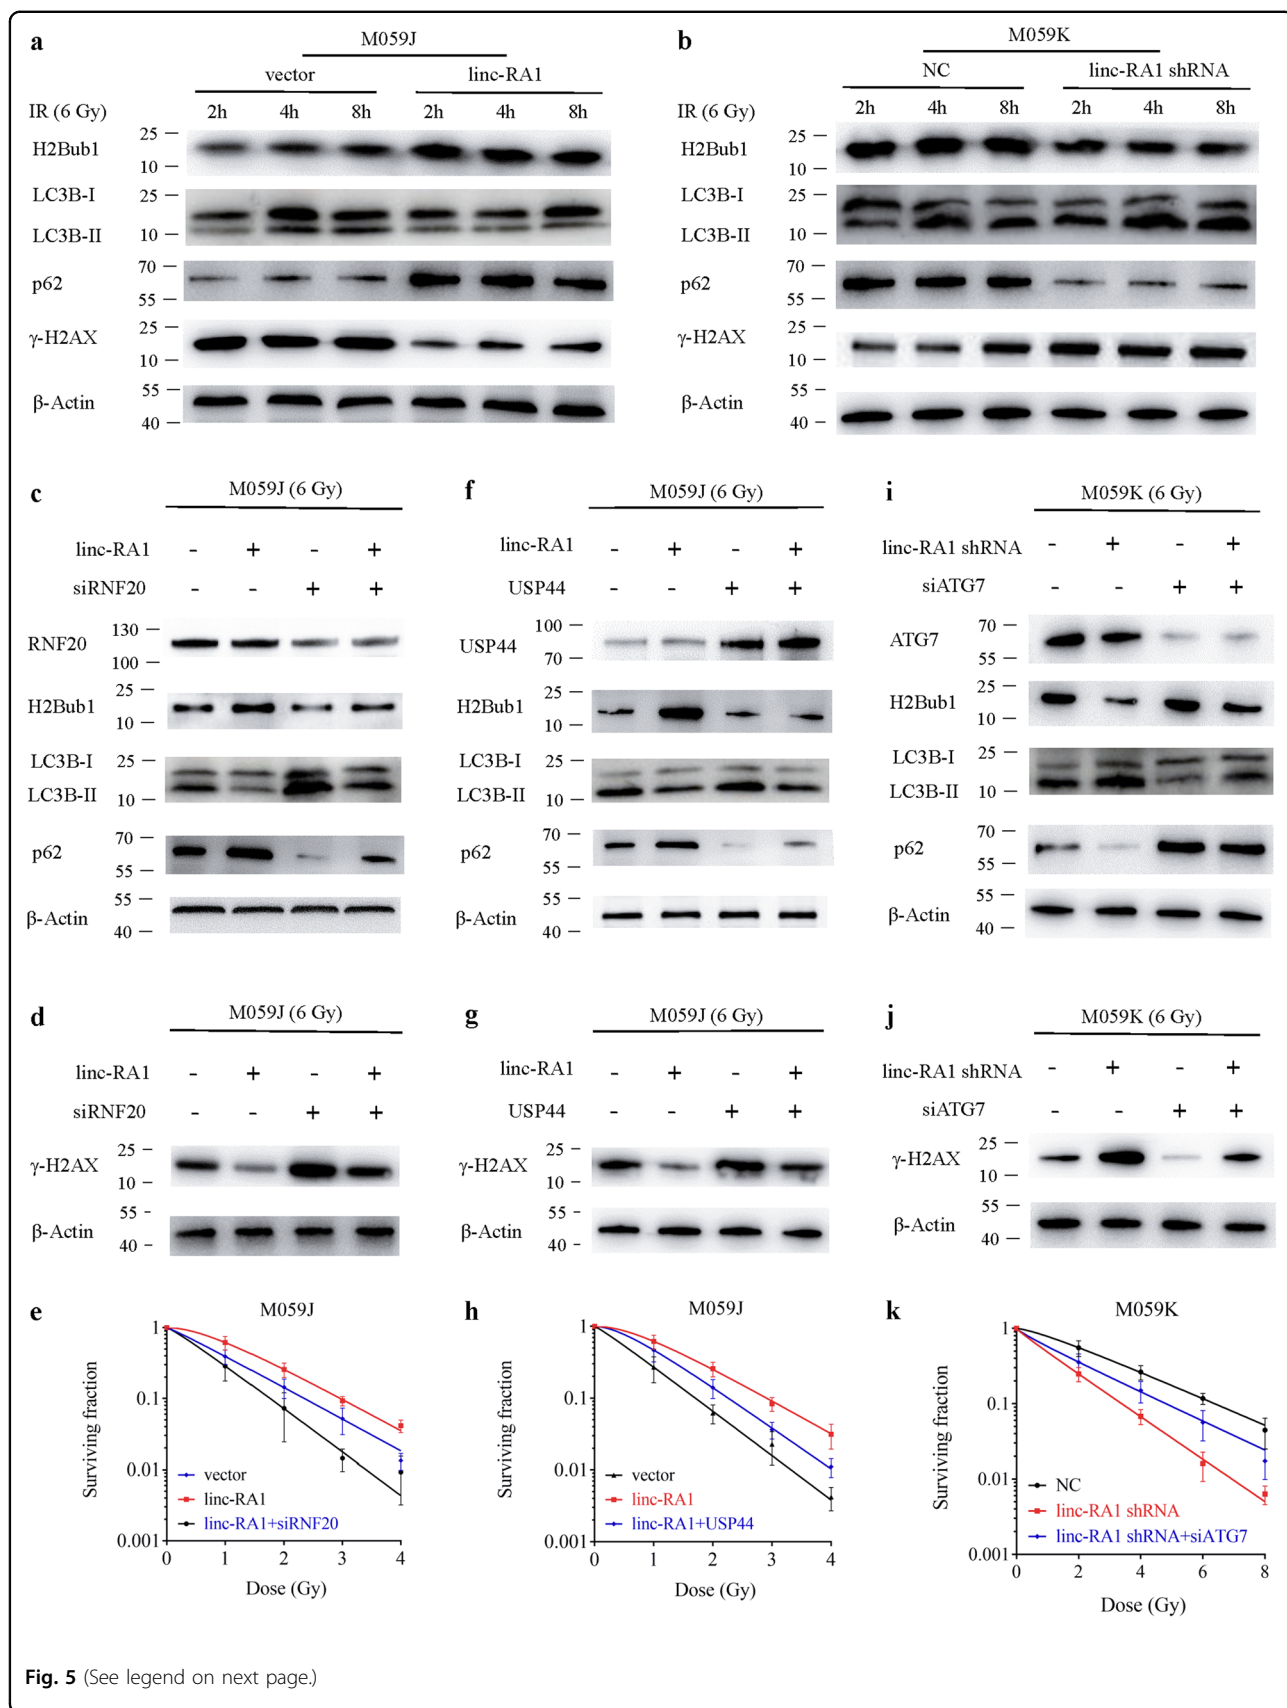 a
M059J
vector linc-RA1
IR (6 Gy) 2h 4h 8h 2h 4h 8h
H2Bub1 25 10
LC3B-I 25
LC3B-II 10
p62 70 55
γ-H2AX 25 10
β-Actin 55 40
b
M059K
NC linc-RA1 shRNA
IR (6 Gy) 2h 4h 8h 2h 4h 8h
H2Bub1 25 10
LC3B-I 25
LC3B-II 10
p62 70 55
γ-H2AX 25 10
β-Actin 55 40
c
M059J (6 Gy)
linc-RA1 - + - +
siRNF20 - - + +
RNF20 130 100
H2Bub1 25 10
LC3B-I 25
LC3B-II 10
p62 70 55
β-Actin 55 40
f
M059J (6 Gy)
linc-RA1 - + - +
USP44 - - + +
USP44 100 70
H2Bub1 25 10
LC3B-I 25
LC3B-II 10
p62 70 55
β-Actin 55 40
i
M059K (6 Gy)
linc-RA1 shRNA - + - +
siATG7 - - + +
ATG7 70 55
H2Bub1 25 10
LC3B-I 25
LC3B-II 10
p62 70 55
β-Actin 55 40
d
M059J (6 Gy)
linc-RA1 - + - +
siRNF20 - - + +
γ-H2AX 25 10
β-Actin 55 40
g
M059J (6 Gy)
linc-RA1 - + - +
USP44 - - + +
γ-H2AX 25 10
β-Actin 55 40
j
M059K (6 Gy)
linc-RA1 shRNA - + - +
siATG7 - - + +
γ-H2AX 25 10
β-Actin 55 40
e
M059J
Surviving fraction
1
0.1
0.01
0.001
vector
linc-RA1
linc-RA1+siRNF20
0 1 2 3 4
Dose (Gy)
h
M059J
Surviving fraction
1
0.1
0.01
0.001
vector
linc-RA1
linc-RA1+USP44
0 1 2 3 4
Dose (Gy)
k
M059K
Surviving fraction
1
0.1
0.01
0.001
NC
linc-RA1 shRNA
linc-RA1 shRNA+siATG7
0 2 4 6 8
Dose (Gy)
Fig. 5 (See legend on next page.)